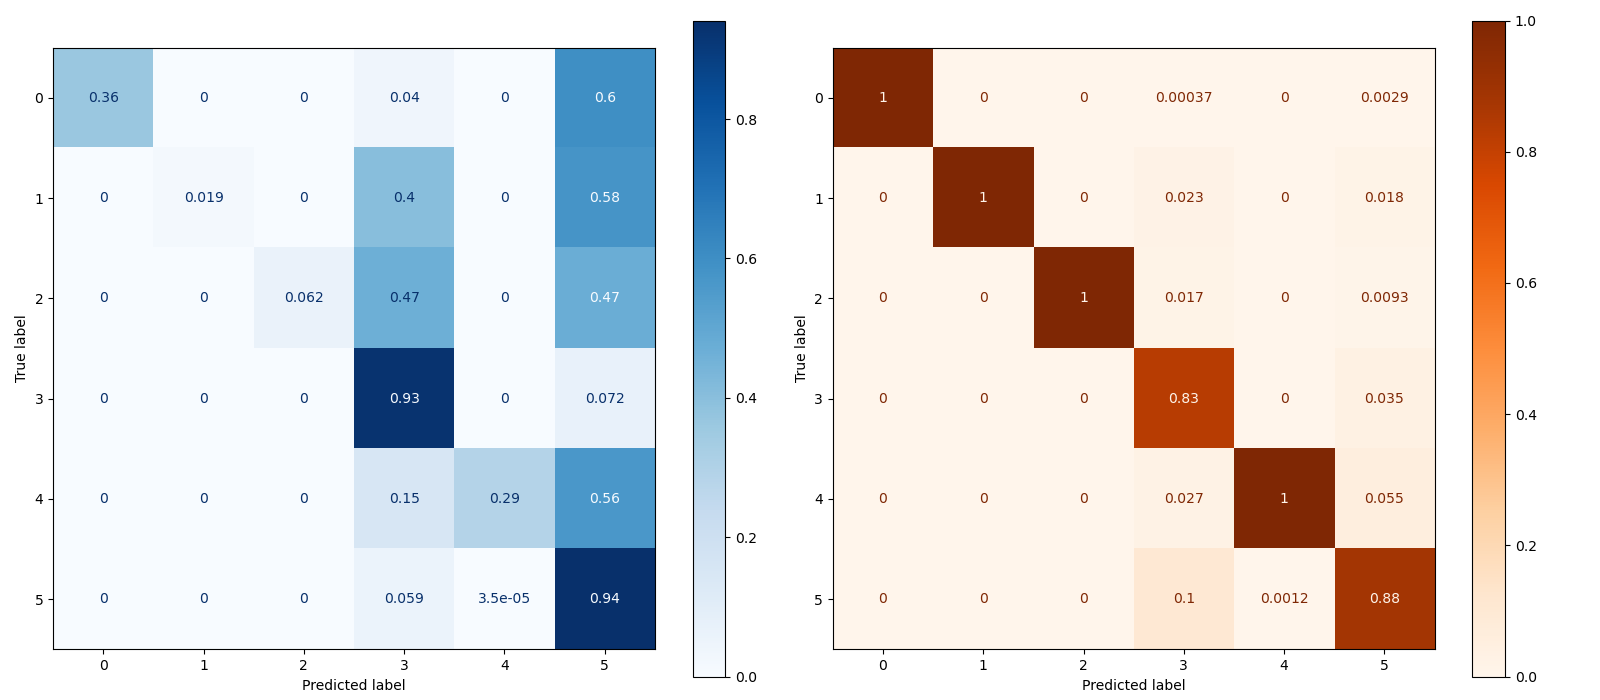 0 0.36 0 0 0.04 0 0.6
1 0 0.019 0 0.4 0 0.58
2 0 0 0.062 0.47 0 0.47
3 0 0 0 0.93 0 0.072
4 0 0 0 0.15 0.29 0.56
5 0 0 0 0.059 3.5e-05 0.94
0 1 2 3 4 5
True label
Predicted label
0.8
0.6
0.4
0.2
0.0
0 1 0 0 0.00037 0 0.0029
1 0 1 0 0.023 0 0.018
2 0 0 1 0.017 0 0.0093
3 0 0 0 0.83 0 0.035
4 0 0 0 0.027 1 0.055
5 0 0 0 0.1 0.0012 0.88
0 1 2 3 4 5
True label
Predicted label
1.0
0.8
0.6
0.4
0.2
0.0